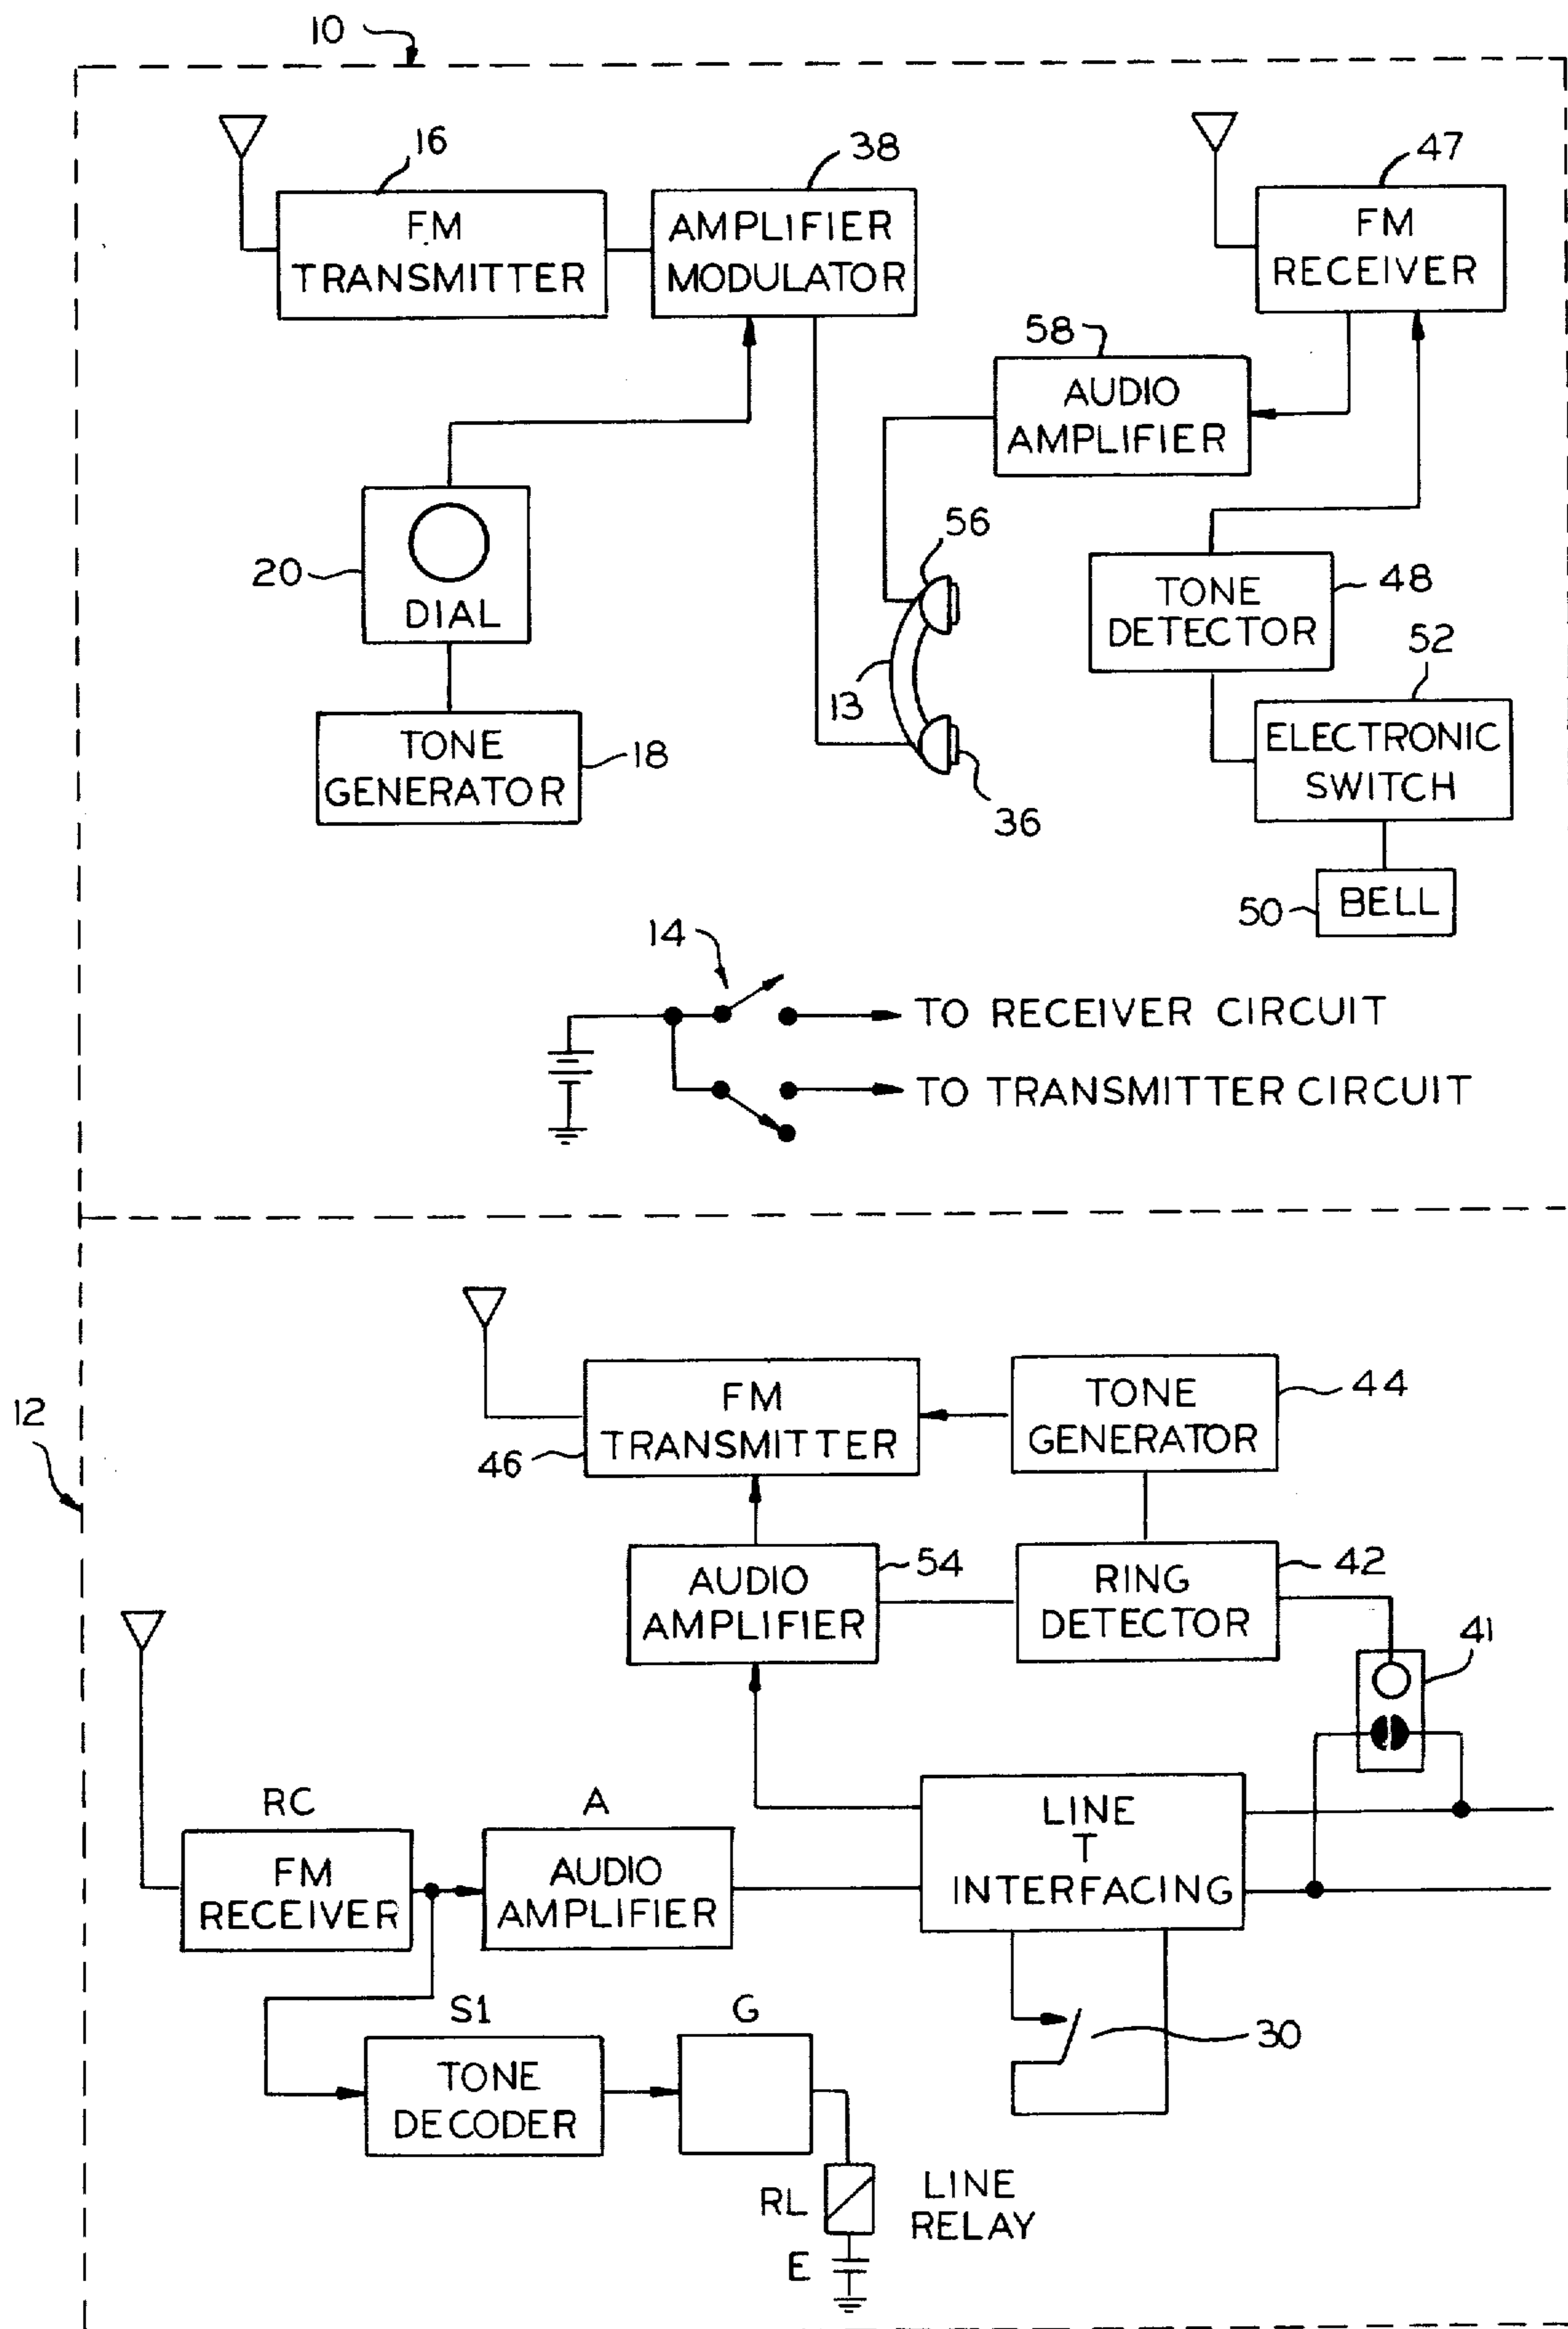 10
16
38
47
FM
TRANSMITTER
AMPLIFIER
MODULATOR
FM
RECEIVER
58
AUDIO
AMPLIFIER
20
DIAL
56
TONE
DETECTOR
48
52
13
TONE
GENERATOR
18
36
ELECTRONIC
SWITCH
50
BELL
14
TO RECEIVER CIRCUIT
TO TRANSMITTER CIRCUIT
12
FM
TRANSMITTER
46
TONE
GENERATOR
44
AUDIO
AMPLIFIER
54
RING
DETECTOR
42
41
RC
A
FM
RECEIVER
AUDIO
AMPLIFIER
LINE
T
INTERFACING
S1
G
30
TONE
DECODER
RL
LINE
RELAY
E